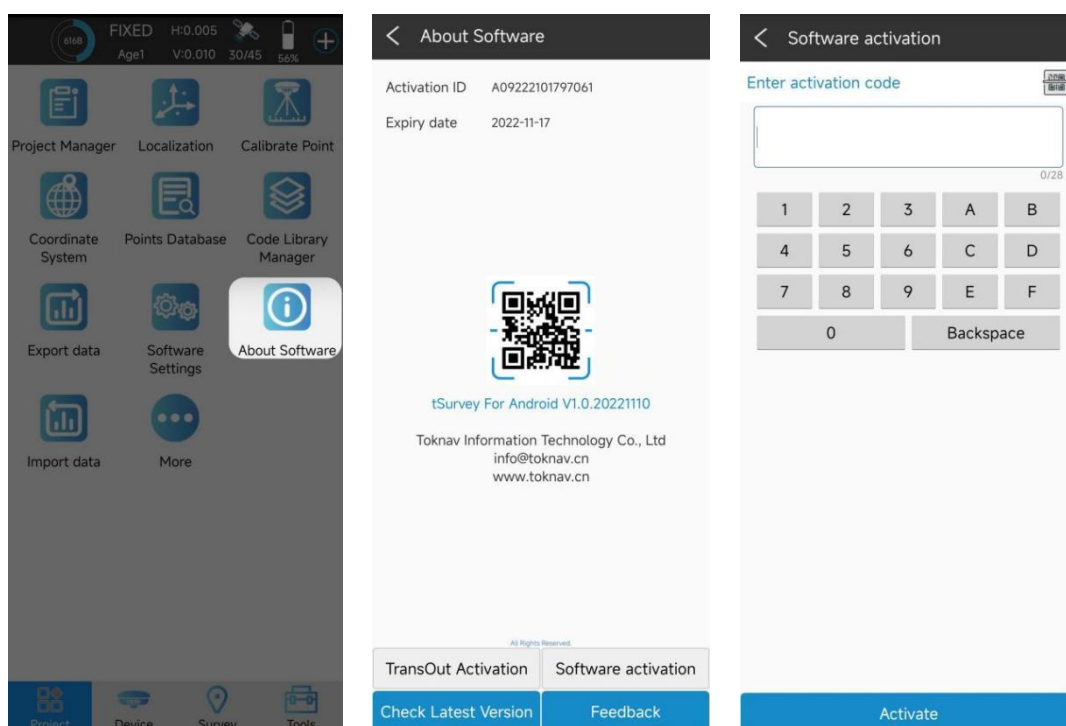 6168
FIXED H:0.005
Age1 V:0.010 30/45 56%
Project Manager
Localization
Calibrate Point
Coordinate
System
Points Database
Code Library
Manager
Export data
Software
Settings
About Software
Import data
More
Project
Device
Survey
Tools
About Software
Activation ID A09222101797061
Expiry date 2022-11-17
tSurvey For Android V1.0.20221110
Toknav Information Technology Co., Ltd
info@toknav.cn
www.toknav.cn
All Rights Reserved.
TransOut Activation
Software activation
Check Latest Version
Feedback
Software activation
Enter activation code
0/28
1 2 3 A B
4 5 6 C D
7 8 9 E F
0 Backspace
Activate